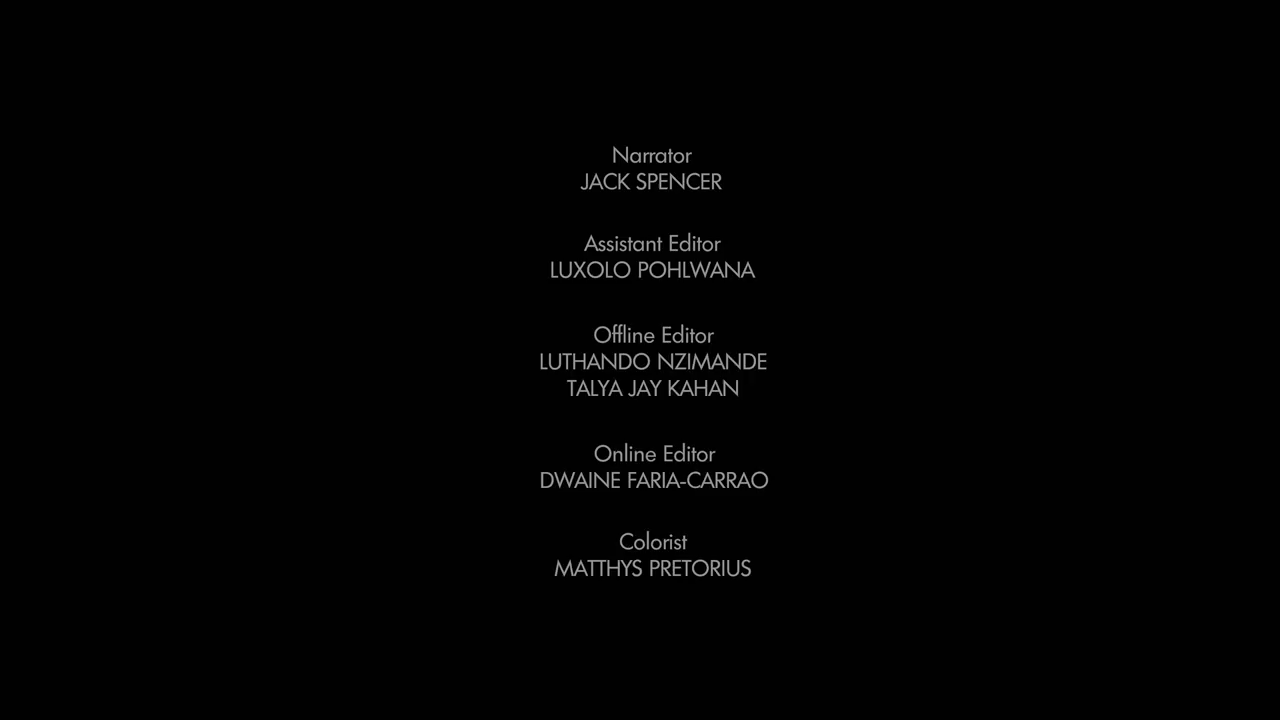 Narrator
JACK SPENCER
Assistant Editor
LUXOLO POHLWANA
Offline Editor
LUTHANDO NZIMANDE
TALYA JAY KAHAN
Online Editor
DWAINE FARIA-CARRAO
Colorist
MATTHYS PRETORIUS